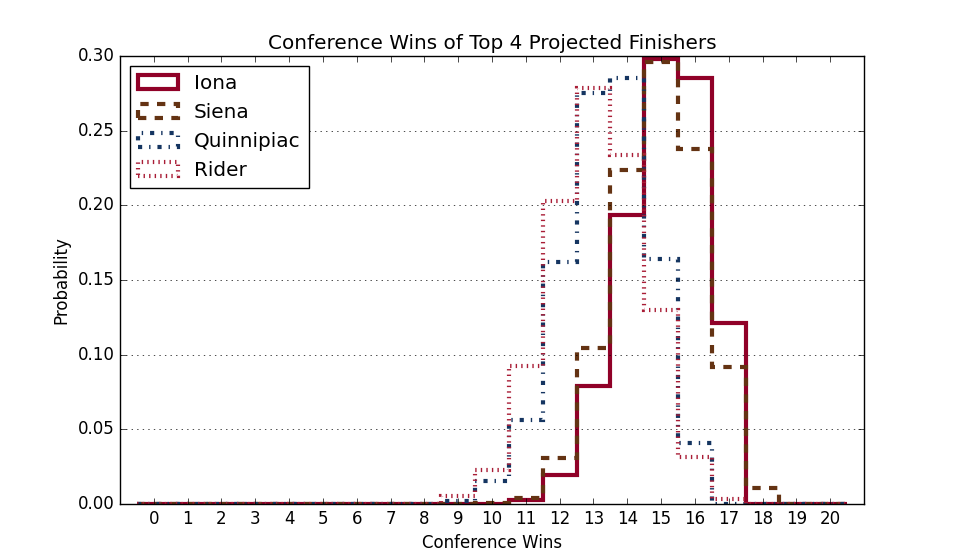 Conference Wins of Top 4 Projected Finishers
0.30
0.25
0.20
0.15
0.10
0.05
0.00
Probability
Iona
Siena
Quinnipiac
Rider
0 1 2 3 4 5 6 7 8 9 10 11 12 13 14 15 16 17 18 19 20
Conference Wins